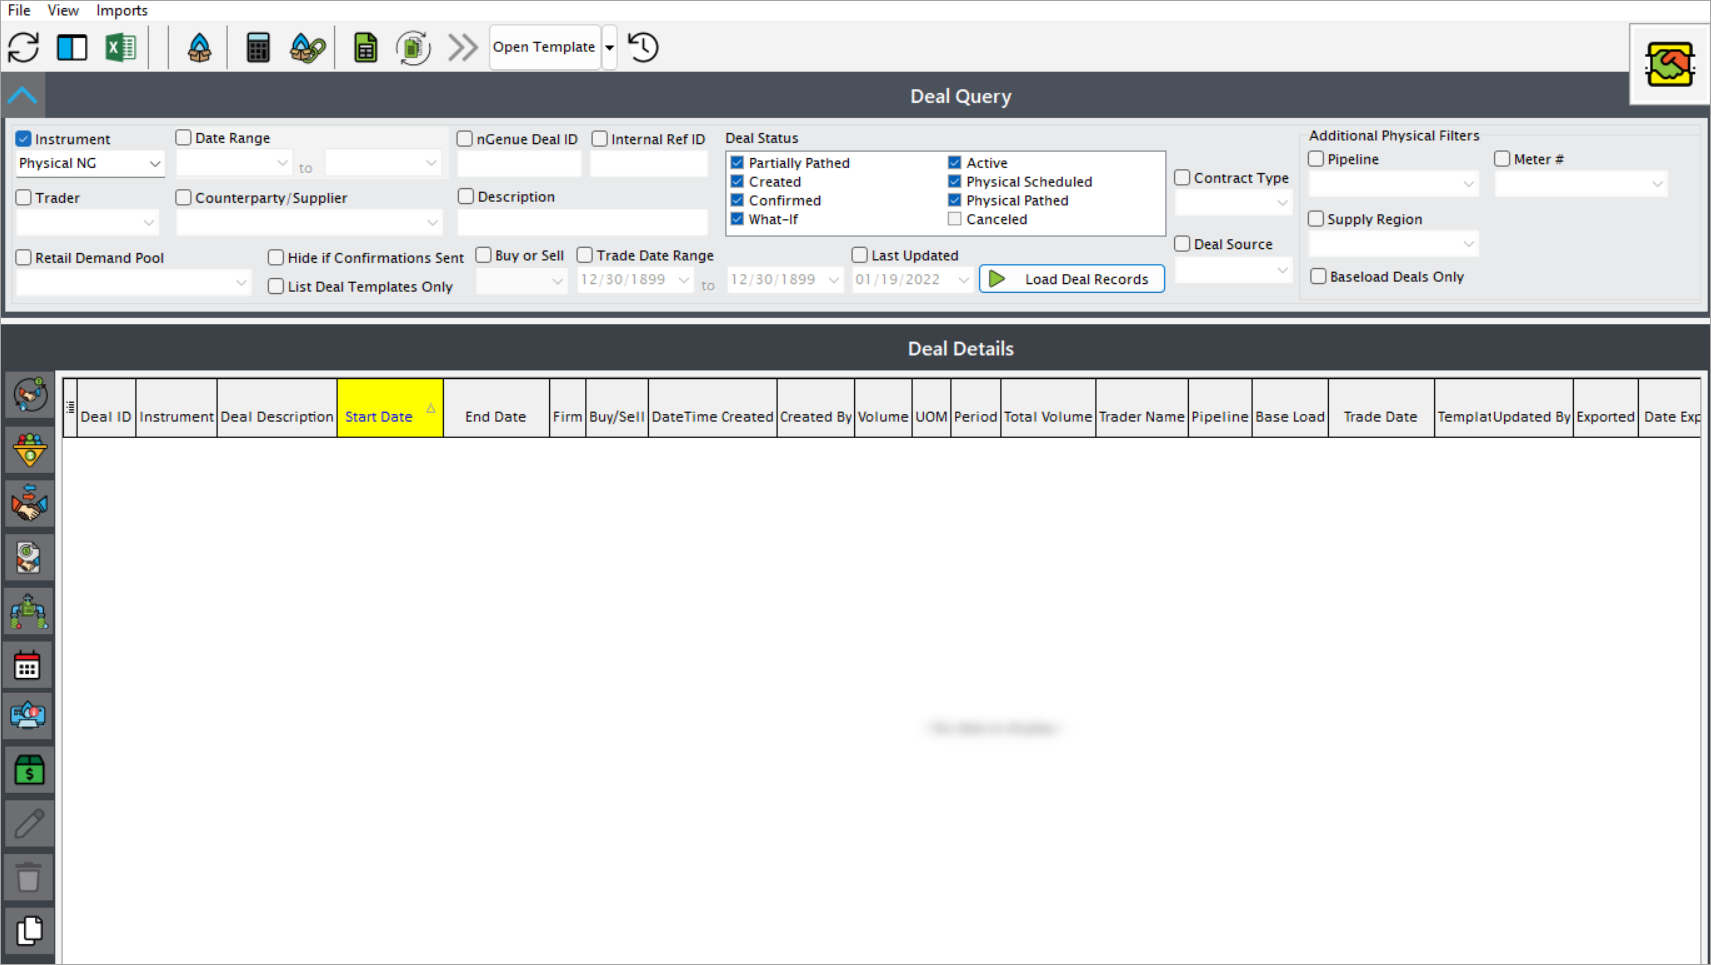 File View Imports
Open Template
Deal Query
Instrument
Date Range
nGenue Deal ID
Internal Ref ID
Deal Status
Additional Physical Filters
Physical NG
to
Partially Pathed
Active
Created
Physical Scheduled
Confirmed
Physical Pathed
What-If
Canceled
Contract Type
Pipeline
Meter #
Trader
Counterparty/Supplier
Description
Supply Region
Retail Demand Pool
Hide if Confirmations Sent
Buy or Sell
Trade Date Range
Last Updated
Deal Source
List Deal Templates Only
12/30/1899 to 12/30/1899
01/19/2022
Load Deal Records
Baseload Deals Only
Deal Details
Deal ID Instrument Deal Description Start Date End Date Firm Buy/Sell DateTime Created Created By Volume UOM Period Total Volume Trader Name Pipeline Base Load Trade Date Templat Updated By Exported Date Exp